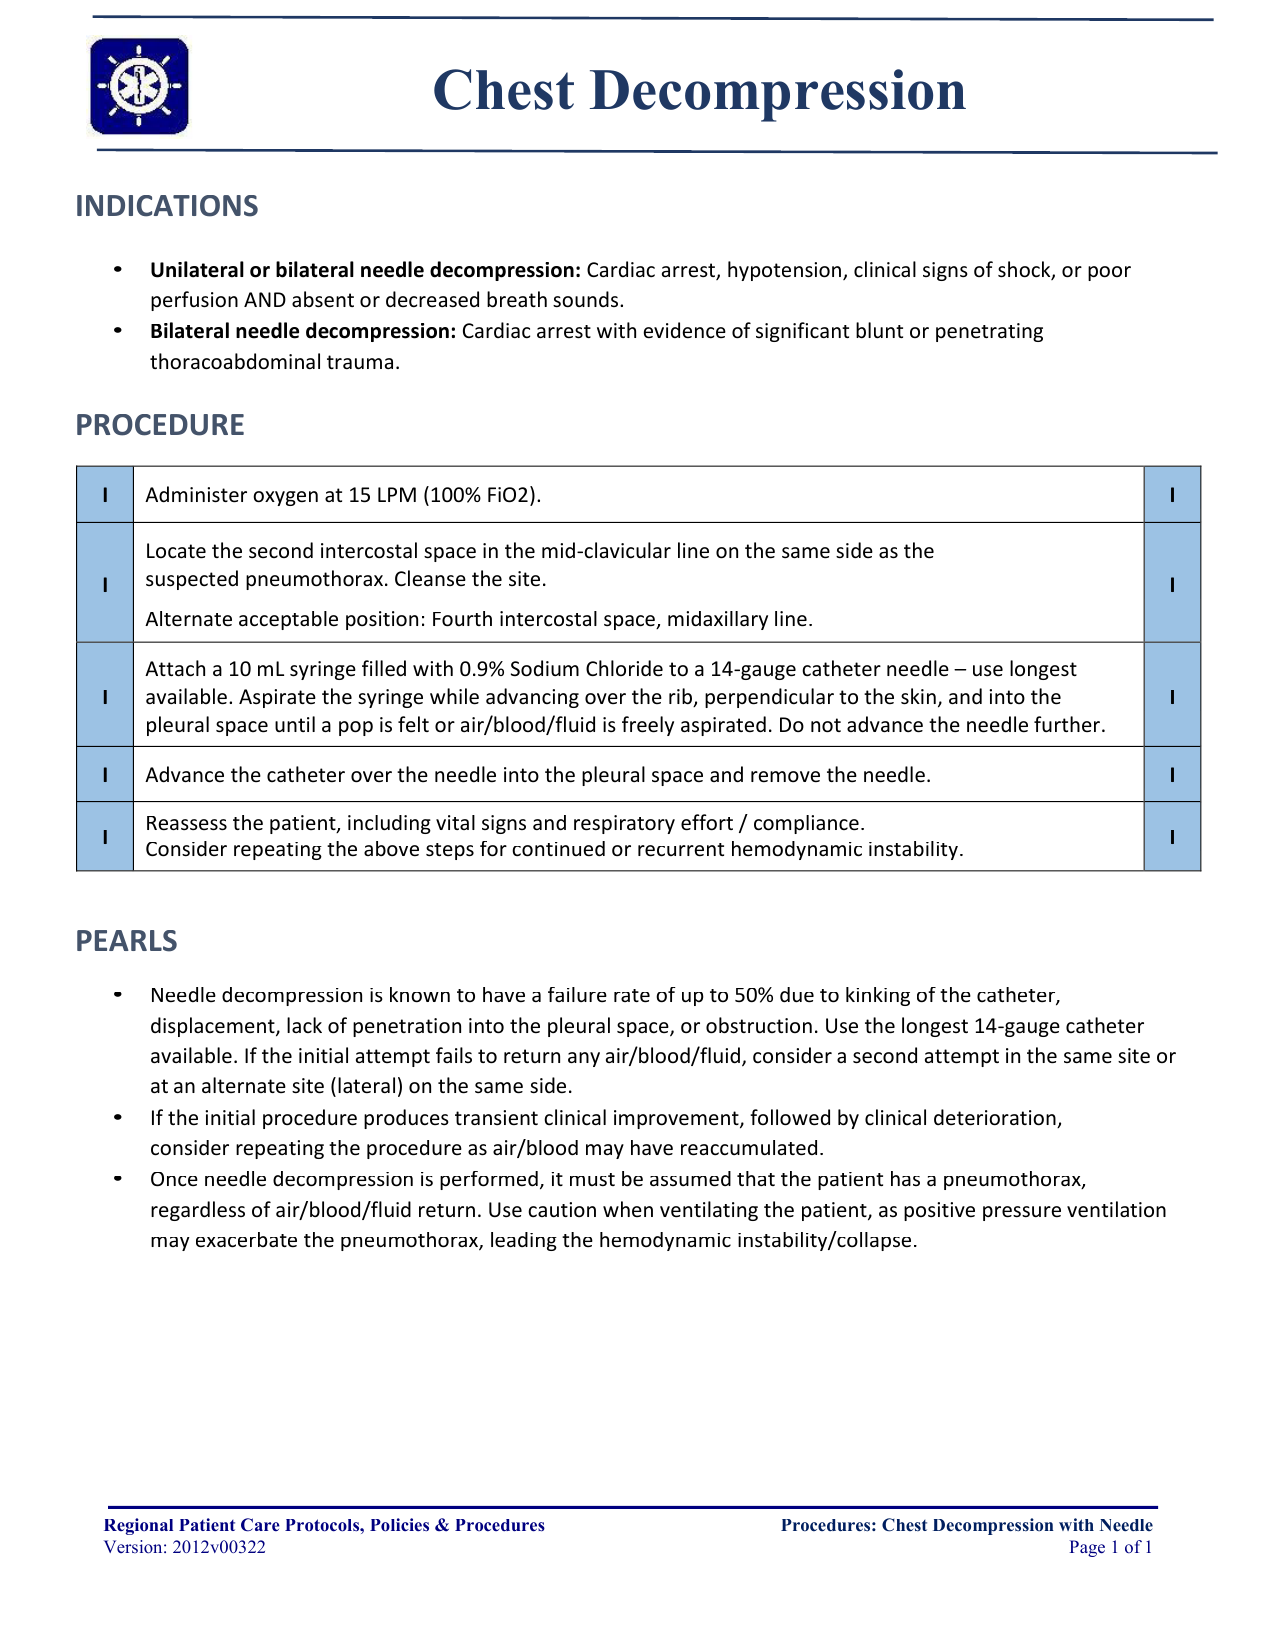 Chest Decompression
INDICATIONS
• Unilateral or bilateral needle decompression: Cardiac arrest, hypotension, clinical signs of shock, or poor
perfusion AND absent or decreased breath sounds.
• Bilateral needle decompression: Cardiac arrest with evidence of significant blunt or penetrating
thoracoabdominal trauma.
PROCEDURE
I Administer oxygen at 15 LPM (100% FiO2). I
Locate the second intercostal space in the mid-clavicular line on the same side as the
I suspected pneumothorax. Cleanse the site. I
Alternate acceptable position: Fourth intercostal space, midaxillary line.
Attach a 10 mL syringe filled with 0.9% Sodium Chloride to a 14-gauge catheter needle – use longest
I available. Aspirate the syringe while advancing over the rib, perpendicular to the skin, and into the I
pleural space until a pop is felt or air/blood/fluid is freely aspirated. Do not advance the needle further.
I Advance the catheter over the needle into the pleural space and remove the needle. I
Reassess the patient, including vital signs and respiratory effort / compliance.
I Consider repeating the above steps for continued or recurrent hemodynamic instability. I
PEARLS
• Needle decompression is known to have a failure rate of up to 50% due to kinking of the catheter,
displacement, lack of penetration into the pleural space, or obstruction. Use the longest 14-gauge catheter
available. If the initial attempt fails to return any air/blood/fluid, consider a second attempt in the same site or
at an alternate site (lateral) on the same side.
• If the initial procedure produces transient clinical improvement, followed by clinical deterioration,
consider repeating the procedure as air/blood may have reaccumulated.
• Once needle decompression is performed, it must be assumed that the patient has a pneumothorax,
regardless of air/blood/fluid return. Use caution when ventilating the patient, as positive pressure ventilation
may exacerbate the pneumothorax, leading the hemodynamic instability/collapse.
Regional Patient Care Protocols, Policies & Procedures Procedures: Chest Decompression with Needle
Version: 2012v00322 Page 1 of 1